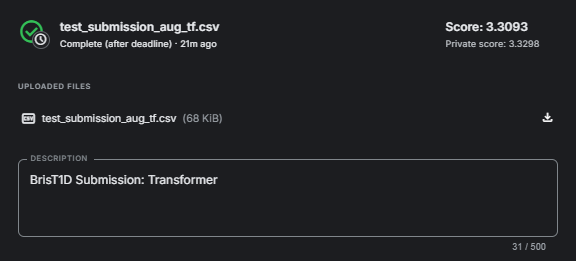 test_submission_aug_tf.csv
Score: 3.3093
Complete (after deadline) · 21m ago
Private score: 3.3298
UPLOADED FILES
CSV test_submission_aug_tf.csv (68 KiB)
DESCRIPTION
BrisT1D Submission: Transformer
31 / 500